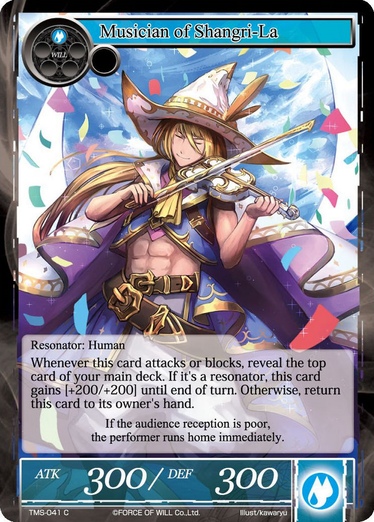 Musician of Shangri-La
WILL
Resonator: Human
Whenever this card attacks or blocks, reveal the top
card of your main deck. If it's a resonator, this card
gains [+200/+200] until end of turn. Otherwise, return
this card to its owner's hand.
If the audience reception is poor,
the performer runs home immediately.
ATK 300 / DEF 300
TMS-041 C ©FORCE OF WILL Co.,Ltd. Illust/kawaryu